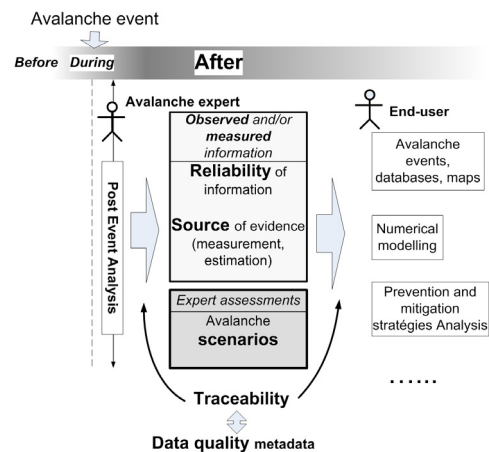 Avalanche event
Before During After
Avalanche expert
Post Event Analysis
Observed and/or
measured
information
Reliability of
information
Source of evidence
(measurement,
estimation)
Expert assessments
Avalanche
scenarios
End-user
Avalanche
events,
databases, maps
Numerical
modelling
Prevention and
mitigation
stratégies Analysis
......
Traceability
Data quality metadata